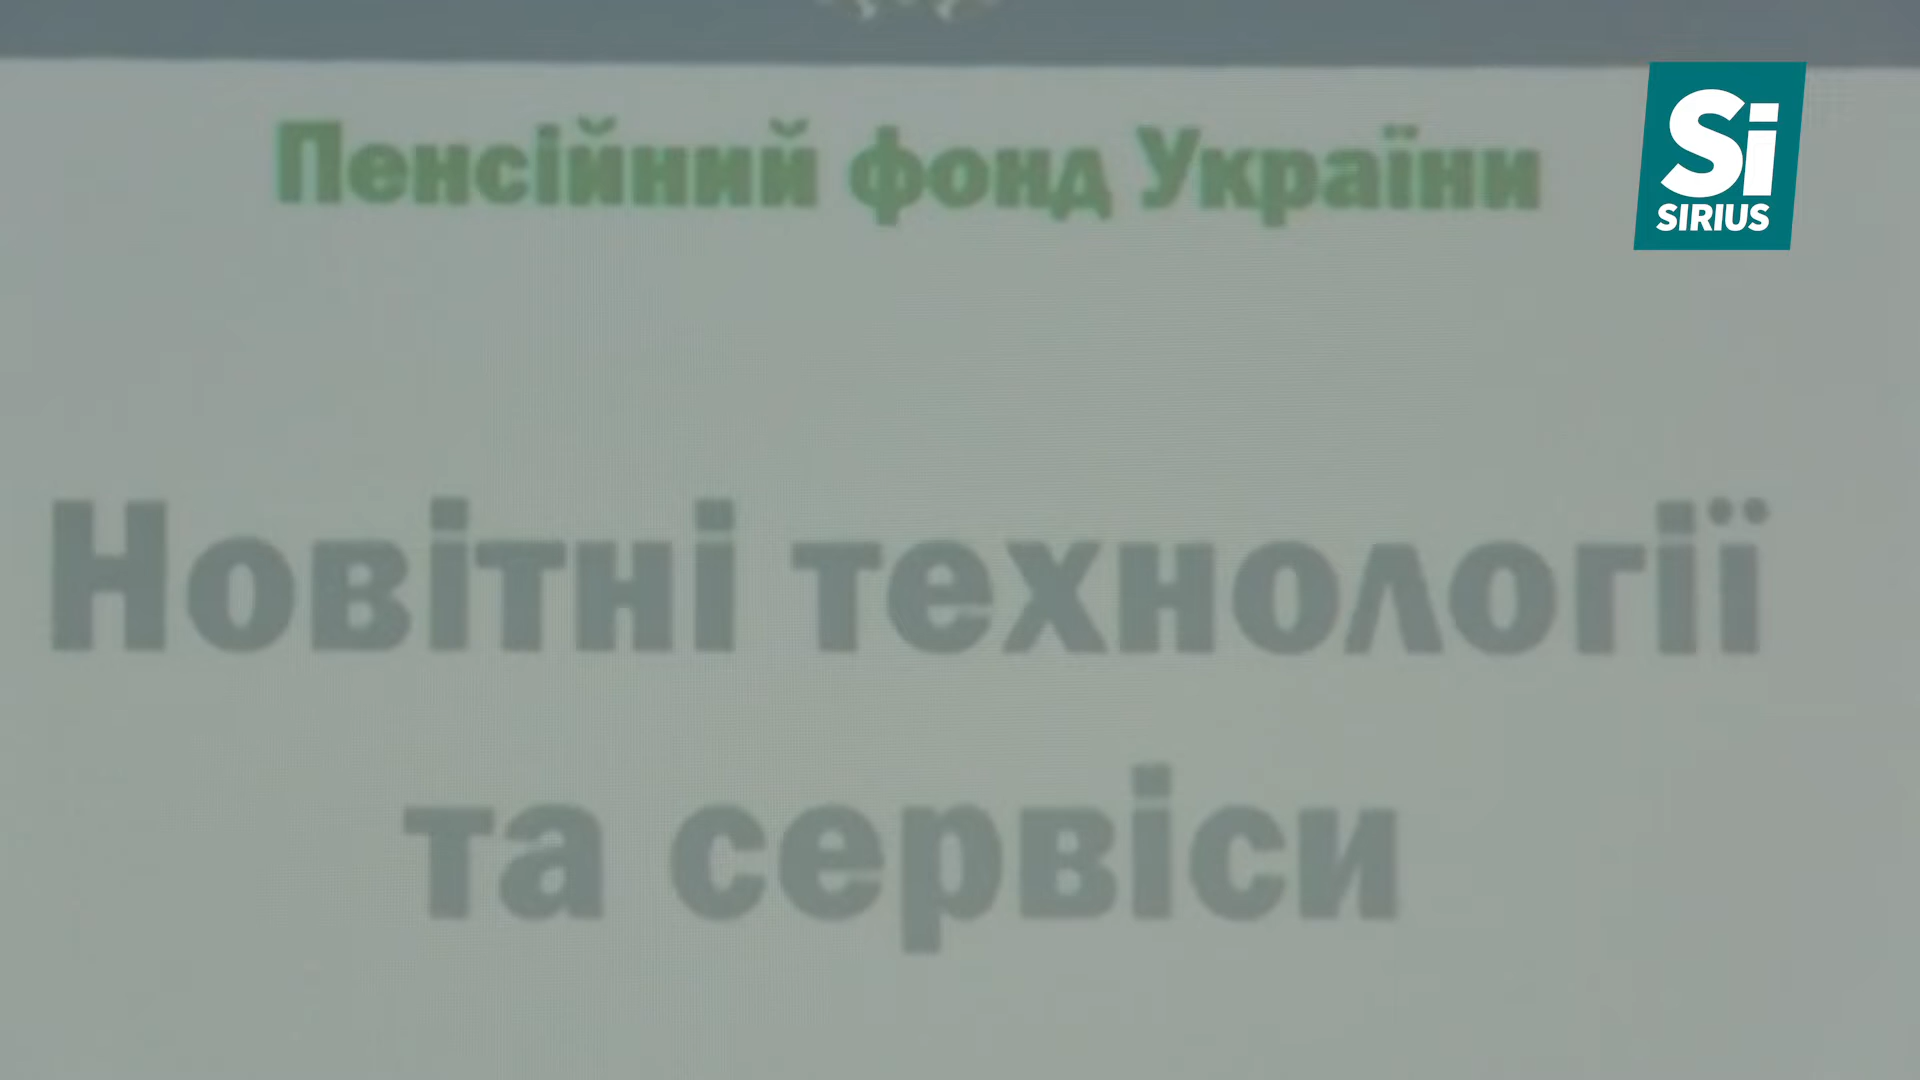 Пенсійний фонд України
Si
SIRIUS
Новітні технології
та сервіси